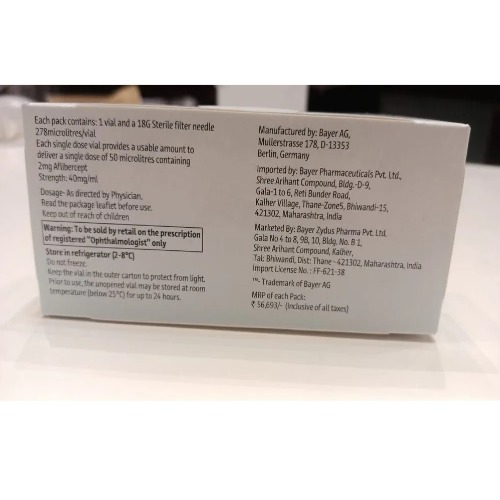 Each pack contains: 1 vial and a 18G Sterile filter needle
278microlitres/vial
Each single dose vial provides a usable amount to
deliver a single dose of 50 microlitres containing
2mg Aflibercept
Strength: 40mg/ml
Dosage- As directed by Physician,
Read the package leaflet before use.
Keep out of reach of children
Warning: To be sold by retail on the prescription
of registered "Ophthalmologist" only
Store in refrigerator (2-8°C)
Do not freeze.
Keep the vial in the outer carton to protect from light.
Prior to use, the unopened vial may be stored at room
temperature (below 25°C) for up to 24 hours.
Manufactured by: Bayer AG,
Mullerstrasse 178, D-13353
Berlin, Germany
Imported by: Bayer Pharmaceuticals Pvt. Ltd.,
Shree Arihant Compound, Bldg.-D-9,
Gala-1 to 6, Reti Bunder Road,
Kalher Village, Thane-Zone5, Bhiwandi-15,
421302, Maharashtra, India
Marketed By: Bayer Zydus Pharma Pvt. Ltd.
Gala No 4 to 8, 9B, 10, Bldg. No. B 1,
Shree Arihant Compound, Kalher,
Tal: Bhiwandi, Dist: Thane -421302, Maharashtra, India
Import License No. : FF-621-38
™- Trademark of Bayer AG
MRP of each Pack:
₹ 56,693/- (Inclusive of all taxes)